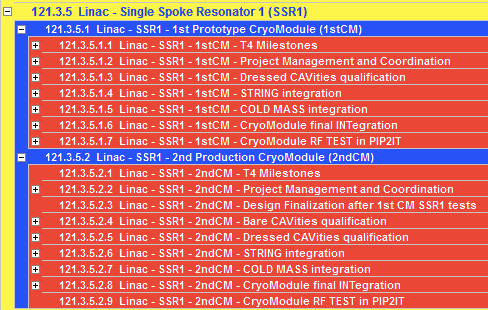 121.3.5 Linac - Single Spoke Resonator 1 (SSR1)
121.3.5.1 Linac - SSR1 - 1st Prototype CryoModule (1stCM)
121.3.5.1.1 Linac - SSR1 - 1stCM - T4 Milestones
121.3.5.1.2 Linac - SSR1 - 1stCM - Project Management and Coordination
121.3.5.1.3 Linac - SSR1 - 1stCM - Dressed CAVities qualification
121.3.5.1.4 Linac - SSR1 - 1stCM - STRING integration
121.3.5.1.5 Linac - SSR1 - 1stCM - COLD MASS integration
121.3.5.1.6 Linac - SSR1 - 1stCM - CryoModule final INTegration
121.3.5.1.7 Linac - SSR1 - 1stCM - CryoModule RF TEST in PIP2IT
121.3.5.2 Linac - SSR1 - 2nd Production CryoModule (2ndCM)
121.3.5.2.1 Linac - SSR1 - 2ndCM - T4 Milestones
121.3.5.2.2 Linac - SSR1 - 2ndCM - Project Management and Coordination
121.3.5.2.3 Linac - SSR1 - 2ndCM - Design Finalization after 1st CM SSR1 tests
121.3.5.2.4 Linac - SSR1 - 2ndCM - Bare CAVities qualification
121.3.5.2.5 Linac - SSR1 - 2ndCM - Dressed CAVities qualification
121.3.5.2.6 Linac - SSR1 - 2ndCM - STRING integration
121.3.5.2.7 Linac - SSR1 - 2ndCM - COLD MASS integration
121.3.5.2.8 Linac - SSR1 - 2ndCM - CryoModule final INTegration
121.3.5.2.9 Linac - SSR1 - 2ndCM - CryoModule RF TEST in PIP2IT